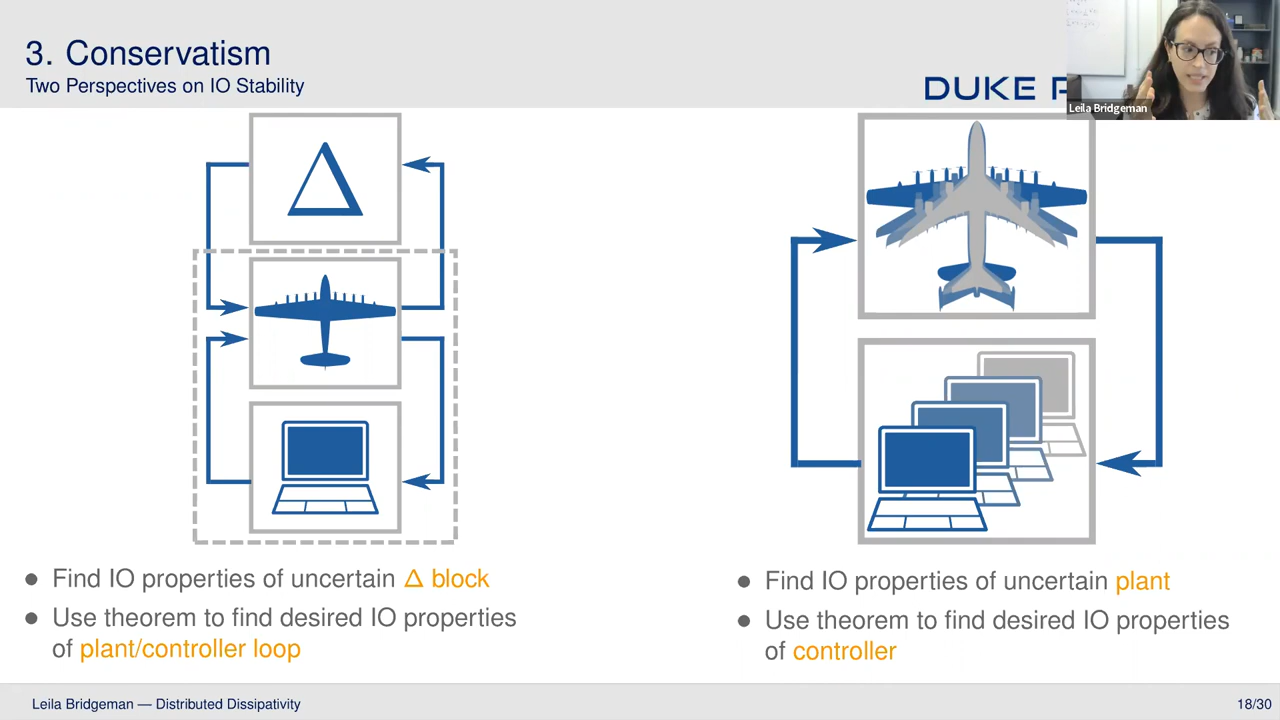 3. Conservatism
Two Perspectives on IO Stability
DUKE
Leila Bridgeman
Δ
● Find IO properties of uncertain Δ block
● Use theorem to find desired IO properties
of plant/controller loop
● Find IO properties of uncertain plant
● Use theorem to find desired IO properties
of controller
Leila Bridgeman — Distributed Dissipativity
18/30